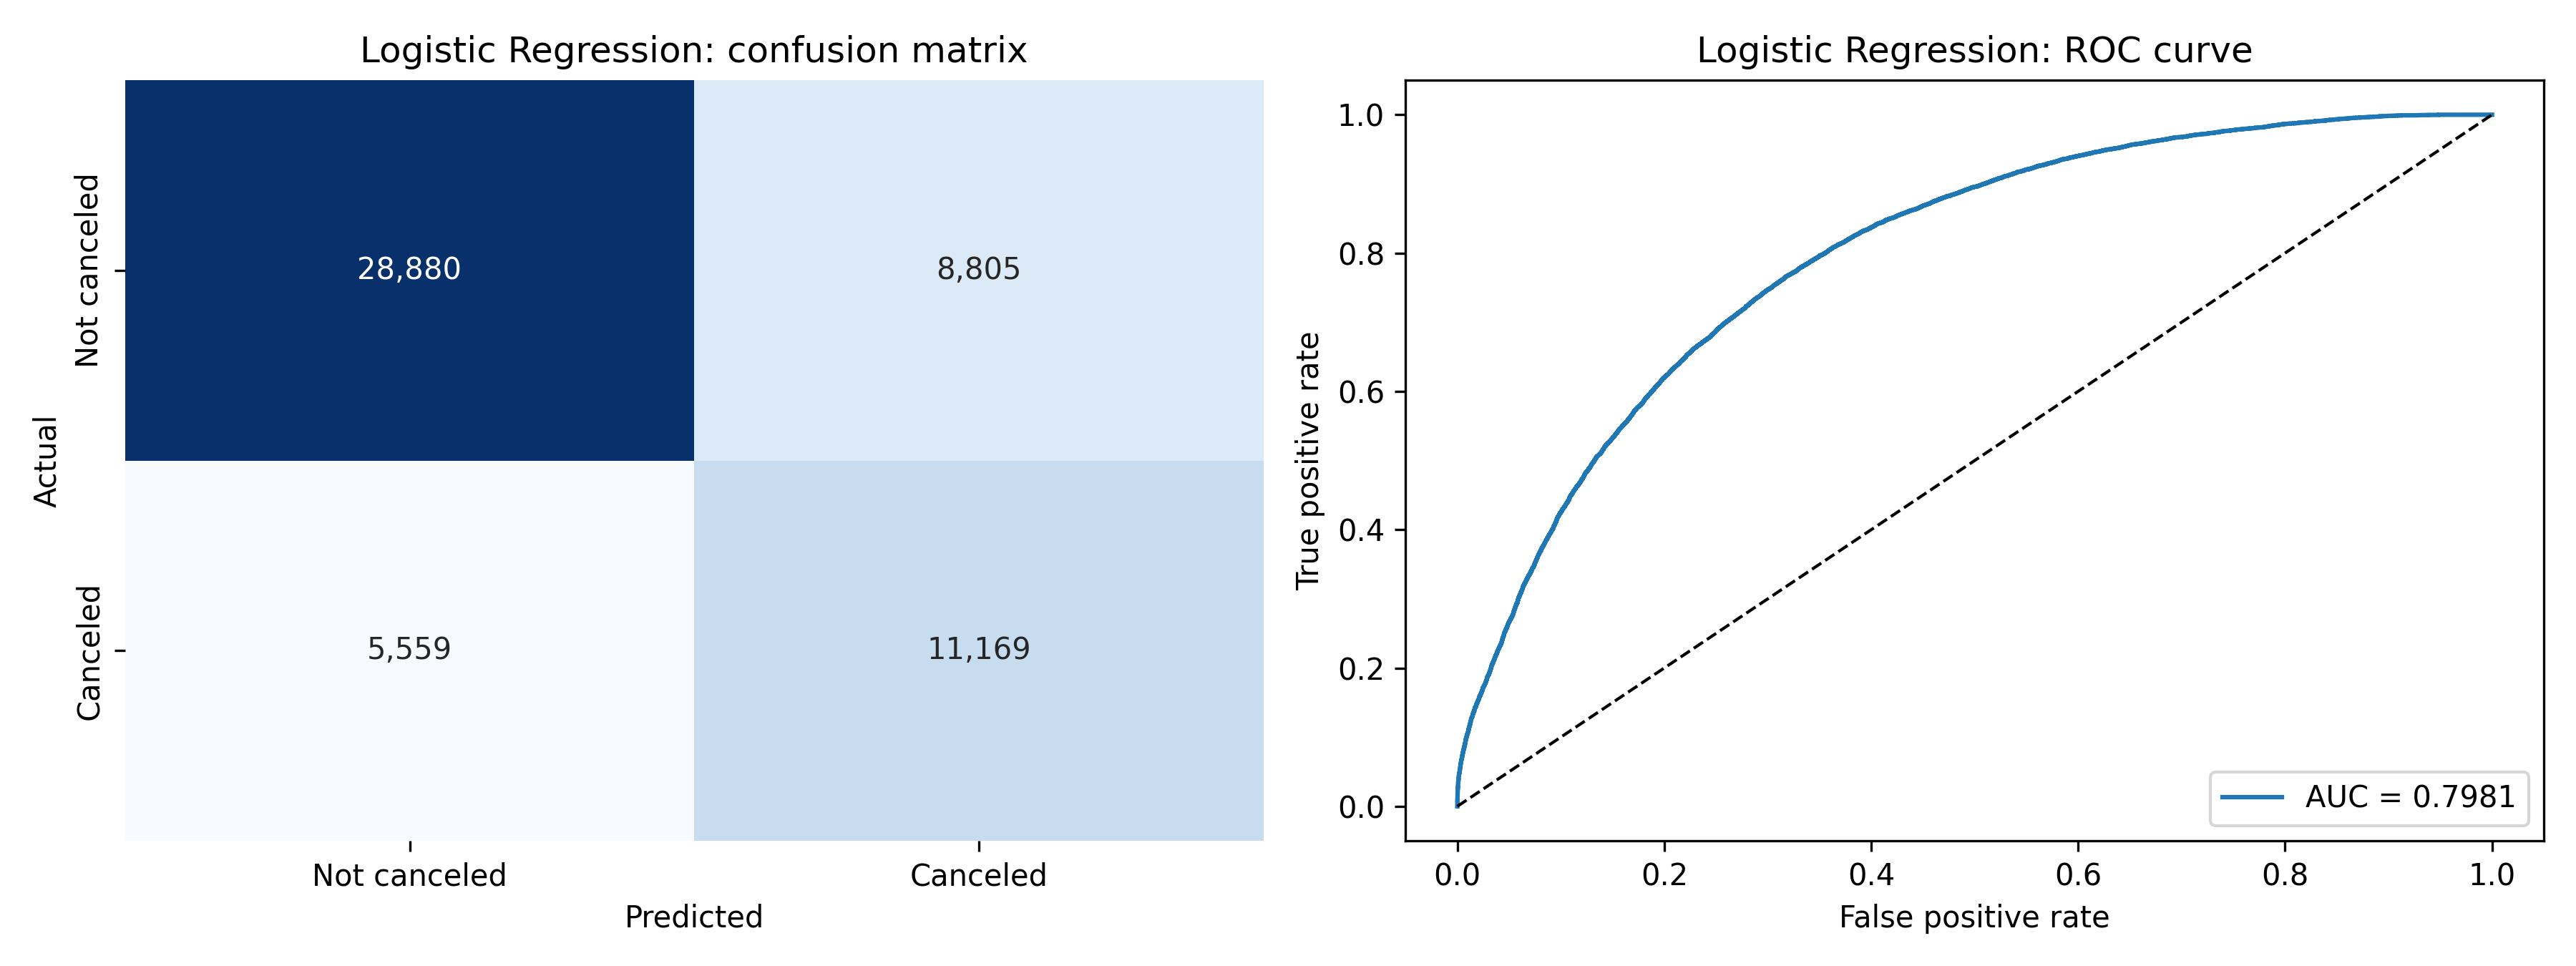 Logistic Regression: confusion matrix
Actual
Not canceled
28,880
8,805
Canceled
5,559
11,169
Not canceled
Canceled
Predicted
Logistic Regression: ROC curve
True positive rate
1.0
0.8
0.6
0.4
0.2
0.0
AUC = 0.7981
0.0
0.2
0.4
0.6
0.8
1.0
False positive rate